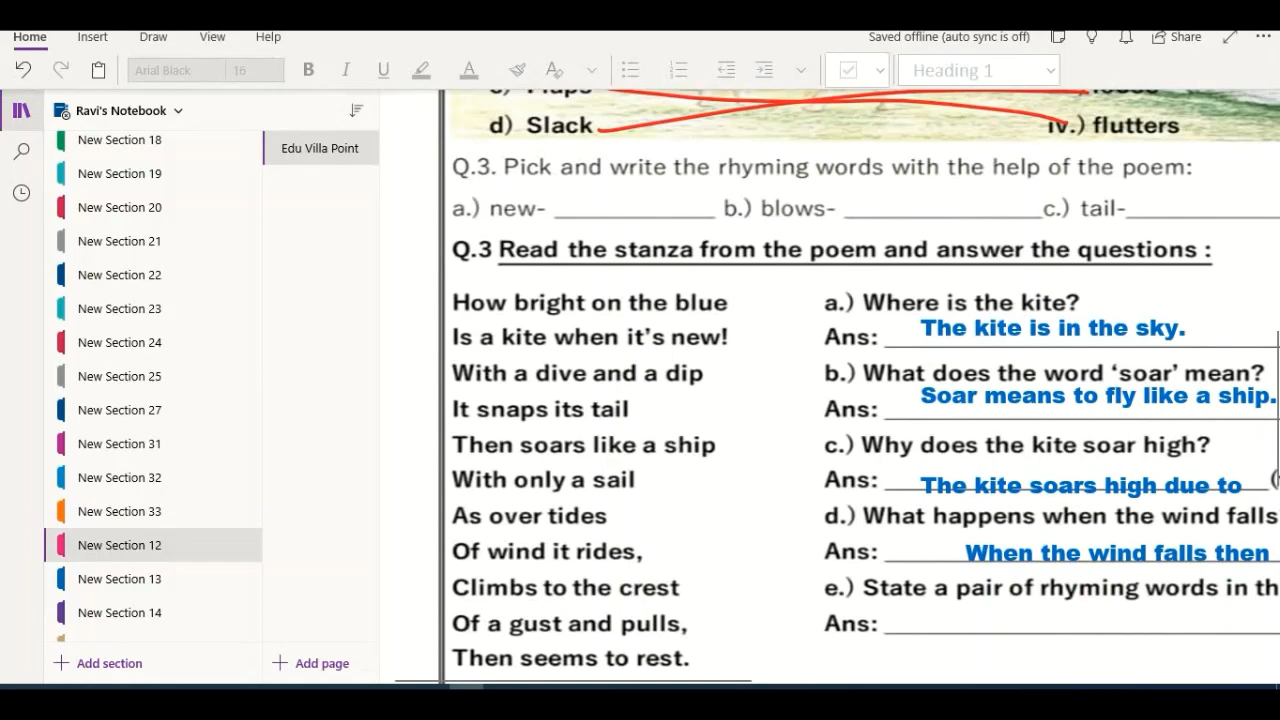 Home Insert Draw View Help Saved offline (auto sync is off) Share
Arial Black 16 B I U A Heading 1
Ravi's Notebook
New Section 18
New Section 19
New Section 20
New Section 21
New Section 22
New Section 23
New Section 24
New Section 25
New Section 27
New Section 31
New Section 32
New Section 33
New Section 12
New Section 13
New Section 14
Add section
Edu Villa Point
Add page
d) Slack iv.) flutters
Q.3. Pick and write the rhyming words with the help of the poem:
a.) new- ____________ b.) blows- _______________c.) tail-____________
Q.3 Read the stanza from the poem and answer the questions :
How bright on the blue
Is a kite when it's new!
With a dive and a dip
It snaps its tail
Then soars like a ship
With only a sail
As over tides
Of wind it rides,
Climbs to the crest
Of a gust and pulls,
Then seems to rest.
a.) Where is the kite?
Ans: The kite is in the sky.
b.) What does the word 'soar' mean?
Ans: Soar means to fly like a ship.
c.) Why does the kite soar high?
Ans: The kite soars high due to
d.) What happens when the wind falls
Ans: When the wind falls then
e.) State a pair of rhyming words in th
Ans: